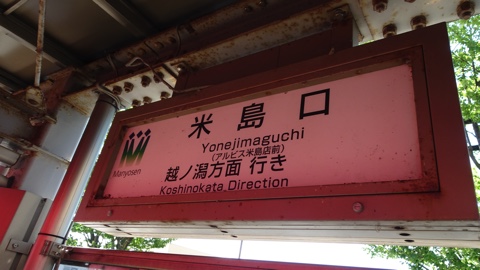 米島口
Yonejimaguchi
(アルビス米島店前)
越ノ潟方面 行き
Koshinokata Direction
Manyosen